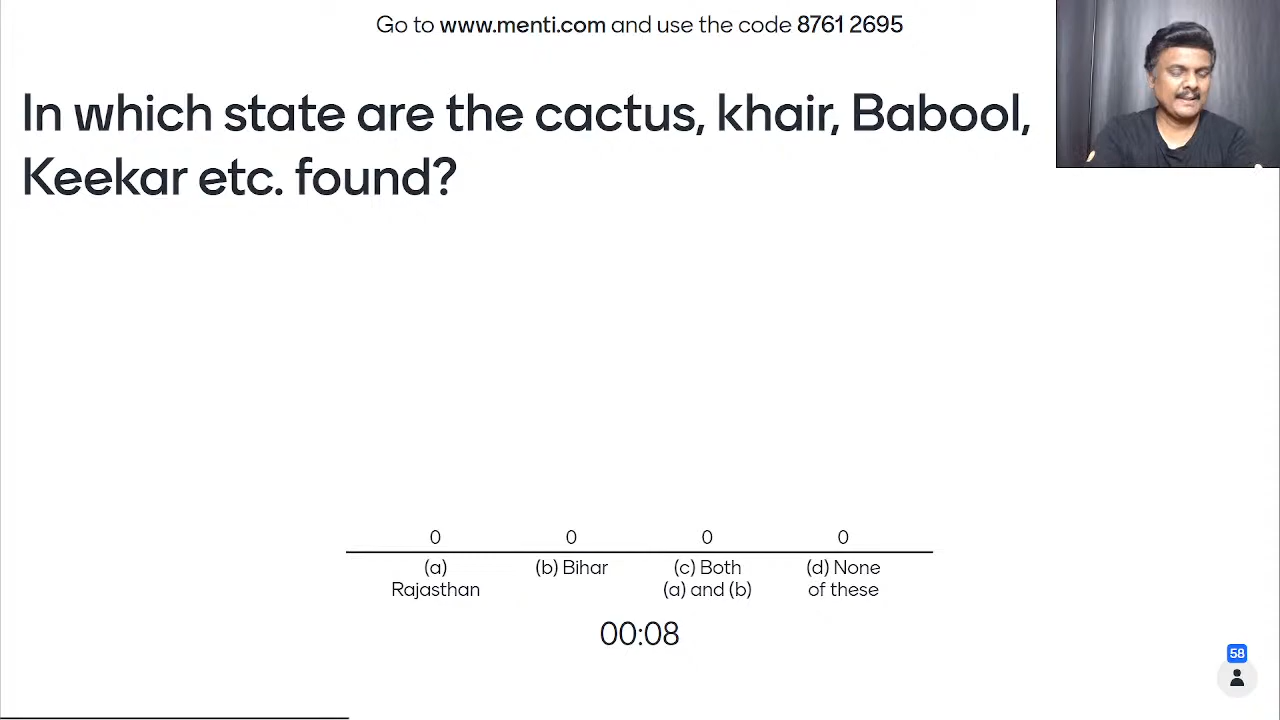 Go to www.menti.com and use the code 8761 2695
In which state are the cactus, khair, Babool,
Keekar etc. found?
0 0 0 0
(a) (b) Bihar (c) Both (d) None
Rajasthan (a) and (b) of these
00:08
58